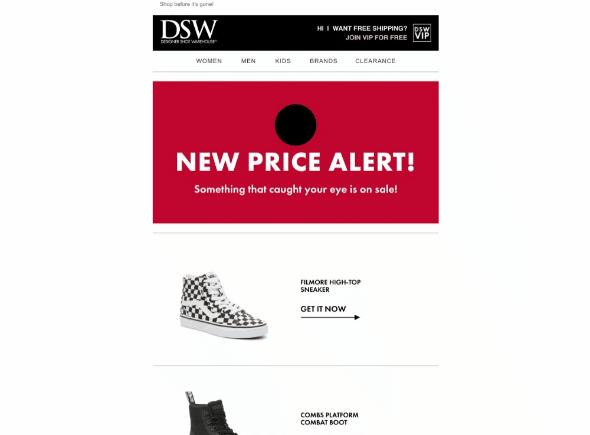 Shop before it's gone!
DSW
DESIGNER SHOE WAREHOUSE
HI I WANT FREE SHIPPING?
JOIN VIP FOR FREE
DSW
VIP
WOMEN MEN KIDS BRANDS CLEARANCE
NEW PRICE ALERT!
Something that caught your eye is on sale!
FILMORE HIGH-TOP
SNEAKER
GET IT NOW
COMBS PLATFORM
COMBAT BOOT